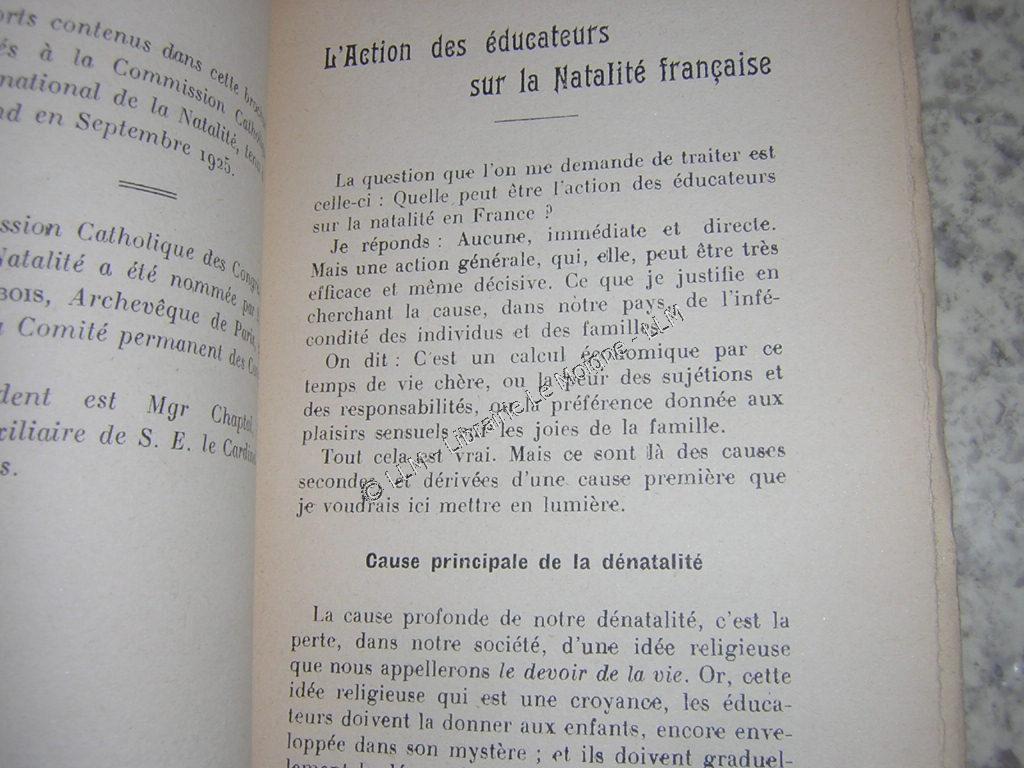 orts contenus dans cette
à la Commission
national de la Natalité,
en Septembre 1925.
ssion Catholique des
Natalité a été nommée par
BOIS, Archevêque de Paris,
Comité permanent des
dent est Mgr Chaptal,
xiliaire de S. E. le
s.
L'Action des éducateurs
sur la Natalité française
La question que l'on me demande de traiter est
celle-ci : Quelle peut être l'action des éducateurs
sur la natalité en France ?
Je réponds : Aucune, immédiate et directe.
Mais une action générale, qui, elle, peut être très
efficace et même décisive. Ce que je justifie en
cherchant la cause, dans notre pays, de l'infé-
condité des individus et des familles.
On dit : C'est un calcul économique par ce
temps de vie chère, ou la peur des sujétions et
des responsabilités, ou la préférence donnée aux
plaisirs sensuels sur les joies de la famille.
Tout cela est vrai. Mais ce sont là des causes
secondes et dérivées d'une cause première que
je voudrais ici mettre en lumière.
Cause principale de la dénatalité
La cause profonde de notre dénatalité, c'est la
perte, dans notre société, d'une idée religieuse
que nous appellerons le devoir de la vie. Or, cette
idée religieuse qui est une croyance, les éduca-
teurs doivent la donner aux enfants, encore enve-
loppée dans son mystère ; et ils doivent graduel-
© LLM - Librairie Le Moigne - LLM